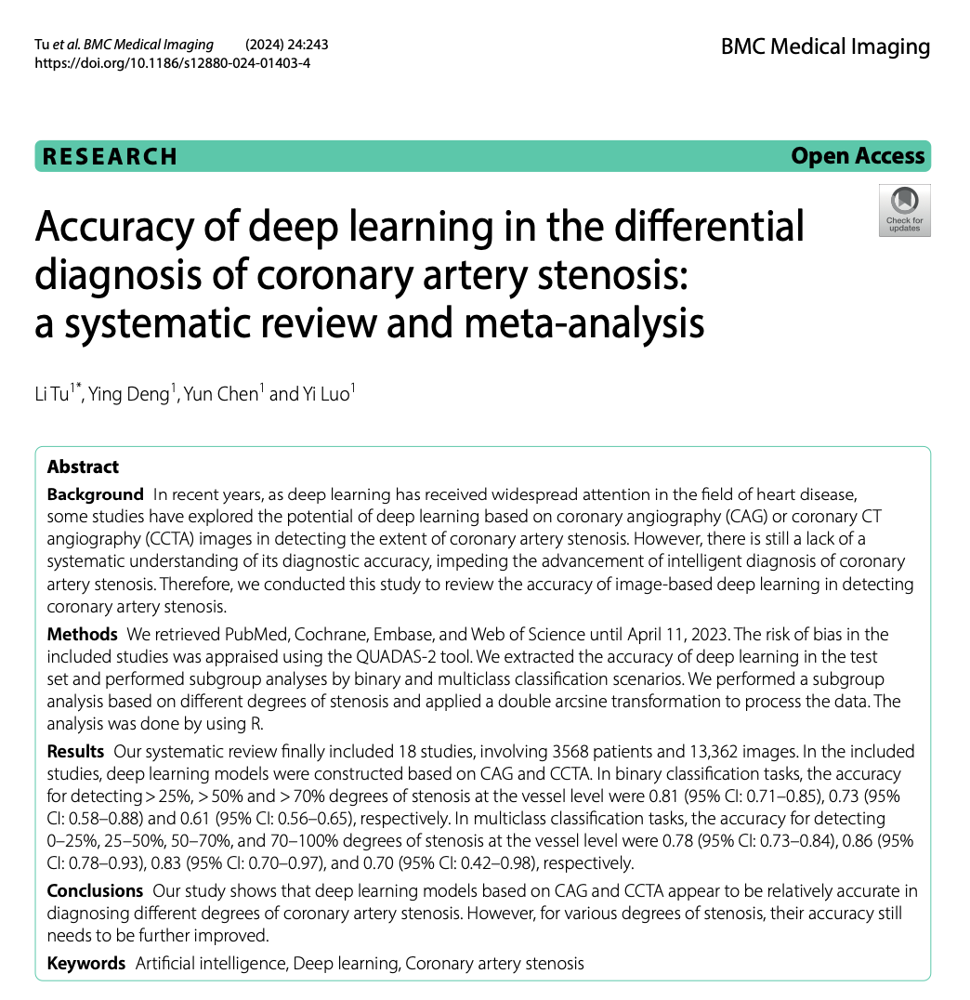 Tu et al. BMC Medical Imaging (2024) 24:243
https://doi.org/10.1186/s12880-024-01403-4
BMC Medical Imaging
RESEARCH
Open Access
Check for
updates
Accuracy of deep learning in the differential
diagnosis of coronary artery stenosis:
a systematic review and meta-analysis
Li Tu1*, Ying Deng1, Yun Chen1 and Yi Luo1
Abstract
Background In recent years, as deep learning has received widespread attention in the field of heart disease,
some studies have explored the potential of deep learning based on coronary angiography (CAG) or coronary CT
angiography (CCTA) images in detecting the extent of coronary artery stenosis. However, there is still a lack of a
systematic understanding of its diagnostic accuracy, impeding the advancement of intelligent diagnosis of coronary
artery stenosis. Therefore, we conducted this study to review the accuracy of image-based deep learning in detecting
coronary artery stenosis.
Methods We retrieved PubMed, Cochrane, Embase, and Web of Science until April 11, 2023. The risk of bias in the
included studies was appraised using the QUADAS-2 tool. We extracted the accuracy of deep learning in the test
set and performed subgroup analyses by binary and multiclass classification scenarios. We performed a subgroup
analysis based on different degrees of stenosis and applied a double arcsine transformation to process the data. The
analysis was done by using R.
Results Our systematic review finally included 18 studies, involving 3568 patients and 13,362 images. In the included
studies, deep learning models were constructed based on CAG and CCTA. In binary classification tasks, the accuracy
for detecting > 25%, > 50% and > 70% degrees of stenosis at the vessel level were 0.81 (95% CI: 0.71–0.85), 0.73 (95%
CI: 0.58–0.88) and 0.61 (95% CI: 0.56–0.65), respectively. In multiclass classification tasks, the accuracy for detecting
0–25%, 25–50%, 50–70%, and 70–100% degrees of stenosis at the vessel level were 0.78 (95% CI: 0.73–0.84), 0.86 (95%
CI: 0.78–0.93), 0.83 (95% CI: 0.70–0.97), and 0.70 (95% CI: 0.42–0.98), respectively.
Conclusions Our study shows that deep learning models based on CAG and CCTA appear to be relatively accurate in
diagnosing different degrees of coronary artery stenosis. However, for various degrees of stenosis, their accuracy still
needs to be further improved.
Keywords Artificial intelligence, Deep learning, Coronary artery stenosis